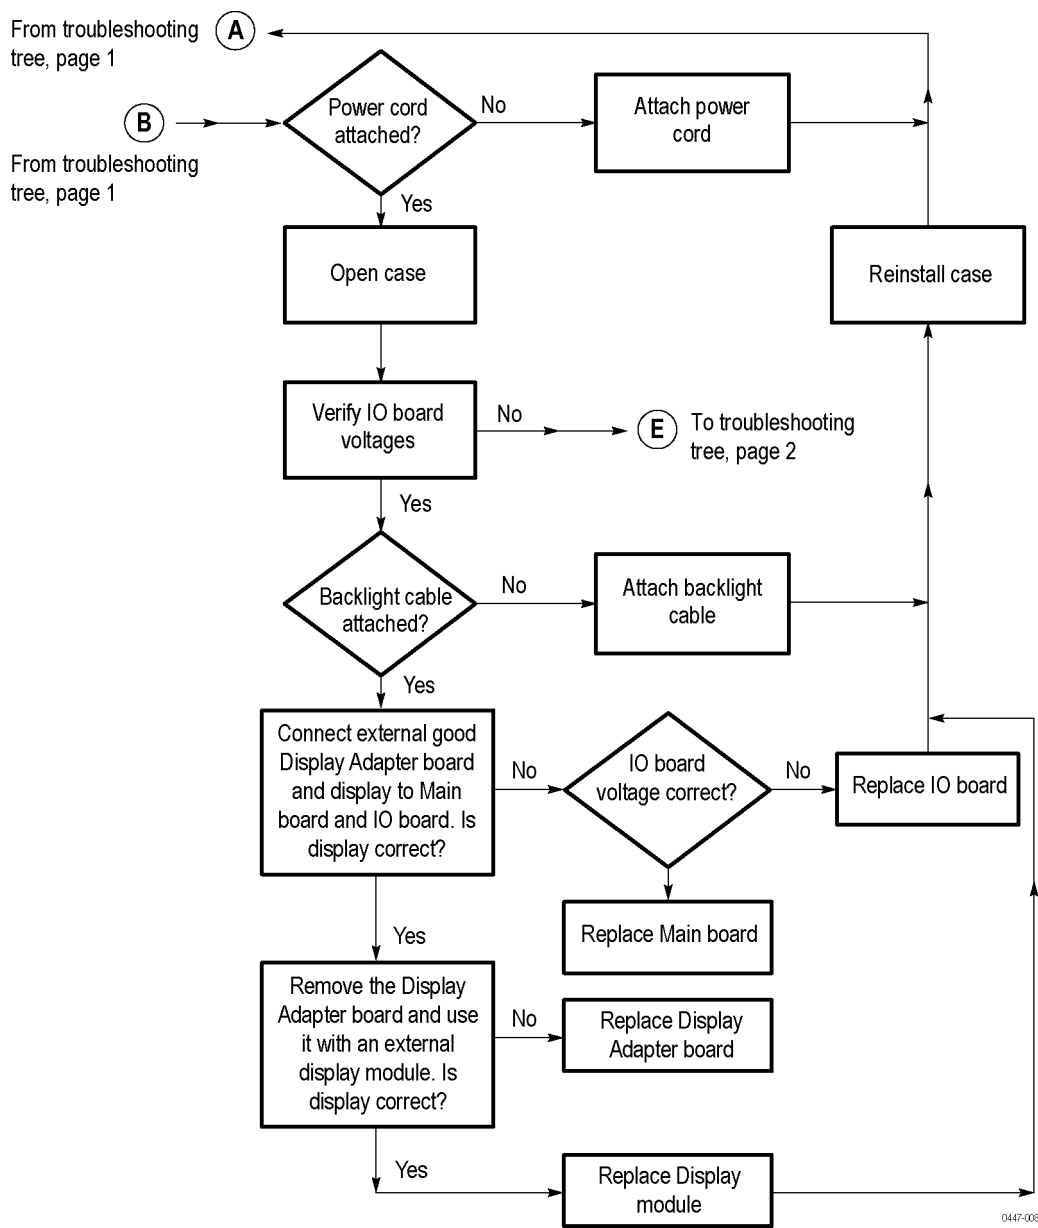 From troubleshooting
tree, page 1
A
B
From troubleshooting
tree, page 1
Power cord
attached?
No
Attach power
cord
Yes
Open case
Reinstall case
Verify IO board
voltages
No
E
To troubleshooting
tree, page 2
Yes
Backlight cable
attached?
No
Attach backlight
cable
Yes
Connect external good
Display Adapter board
and display to Main
board and IO board. Is
display correct?
No
IO board
voltage correct?
No
Replace IO board
Replace Main board
Yes
Remove the Display
Adapter board and use
it with an external
display module. Is
display correct?
No
Replace Display
Adapter board
Yes
Replace Display
module
0447-008